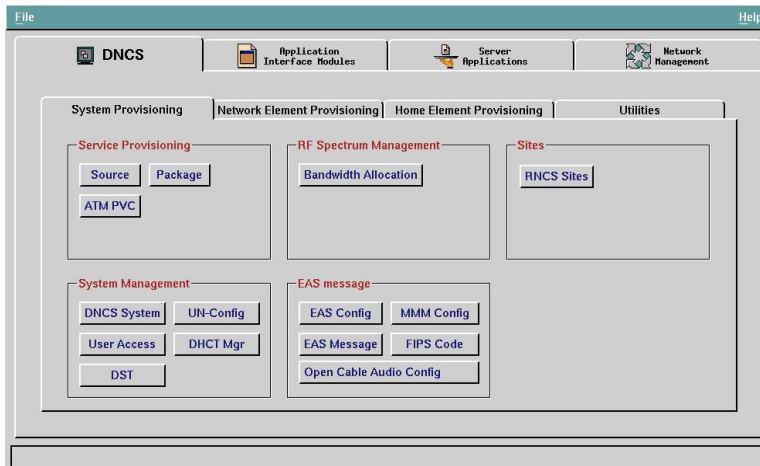 File Help
DNCS
Application
Interface Modules
Server
Applications
Network
Management
System Provisioning
Network Element Provisioning
Home Element Provisioning
Utilities
Service Provisioning
Source Package
ATM PVC
RF Spectrum Management
Bandwidth Allocation
Sites
RNCS Sites
System Management
DNCS System UN-Config
User Access DHCT Mgr
DST
EAS message
EAS Config MMM Config
EAS Message FIPS Code
Open Cable Audio Config